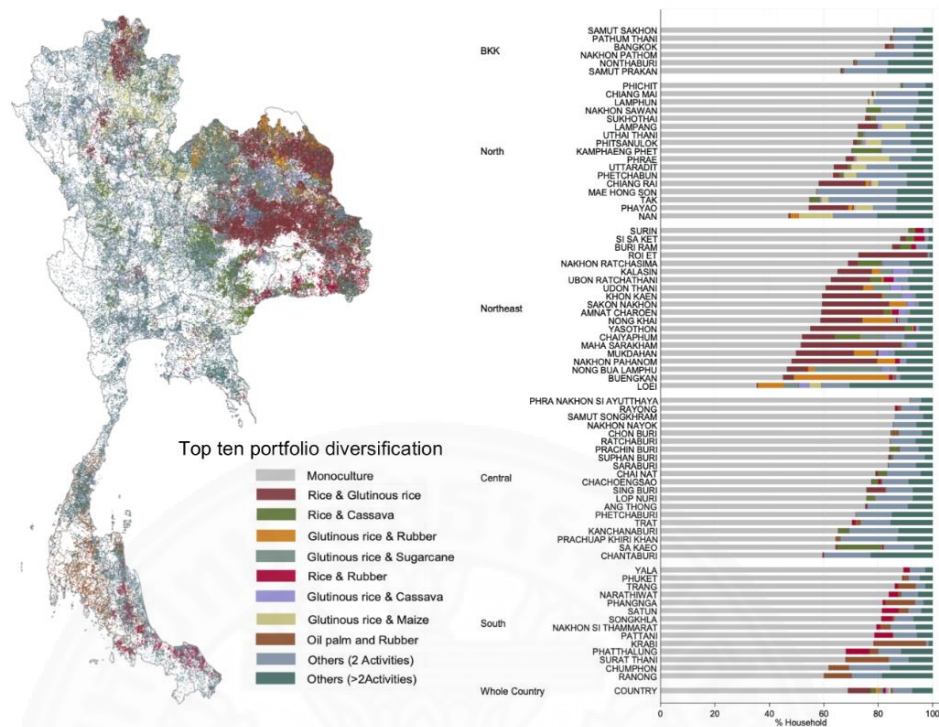 Top ten portfolio diversification
Monoculture
Rice & Glutinous rice
Rice & Cassava
Glutinous rice & Rubber
Glutinous rice & Sugarcane
Rice & Rubber
Glutinous rice & Cassava
Glutinous rice & Maize
Oil palm and Rubber
Others (2 Activities)
Others (>2Activities)
BKK
SAMUT SAKHON
PATHUM THANI
BANGKOK
NAKHON PATHOM
NONTHABURI
SAMUT PRAKAN
North
PHICHIT
CHIANG MAI
LAMPHUN
NAKHON SAWAN
SUKHOTHAI
LAMPANG
UTHAI THANI
PHITSANULOK
KAMPHAENG PHET
PHRAE
UTTARADIT
PHETCHABUN
CHIANG RAI
MAE HONG SON
TAK
PHAYAO
NAN
Northeast
SURIN
SI SA KET
BURI RAM
ROI ET
NAKHON RATCHASIMA
KALASIN
UBON RATCHATHANI
UDON THANI
KHON KAEN
SAKON NAKHON
AMNAT CHAROEN
NONG KHAI
YASOTHON
CHAIYAPHUM
MAHA SARAKHAM
MUKDAHAN
NAKHON PAHANOM
NONG BUA LAMPHU
BUENGKAN
LOEI
Central
PHRA NAKHON SI AYUTTHAYA
RAYONG
SAMUT SONGKHRAM
NAKHON NAYOK
CHON BURI
RATCHABURI
PRACHIN BURI
SUPHAN BURI
SARABURI
CHAI NAT
CHACHOENGSAO
SING BURI
LOP NURI
ANG THONG
PHETCHABURI
TRAT
KANCHANABURI
PRACHUAP KHIRI KHAN
SA KAEO
CHANTABURI
South
YALA
PHUKET
TRANG
NARATHIWAT
PHANGNGA
SATUN
SONGKHLA
NAKHON SI THAMMARAT
PATTANI
KRABI
PHATTHALUNG
SURAT THANI
CHUMPHON
RANONG
Whole Country
COUNTRY
0 20 40 60 80 100
% Household